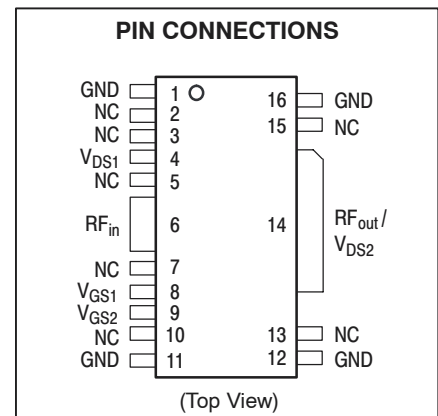 PIN CONNECTIONS
GND 1 16 GND
NC 2
NC 3 15 NC
VDS1 4
NC 5
RFin 6 14 RFout / VDS2
NC 7
VGS1 8
VGS2 9
NC 10 13 NC
GND 11 12 GND
(Top View)